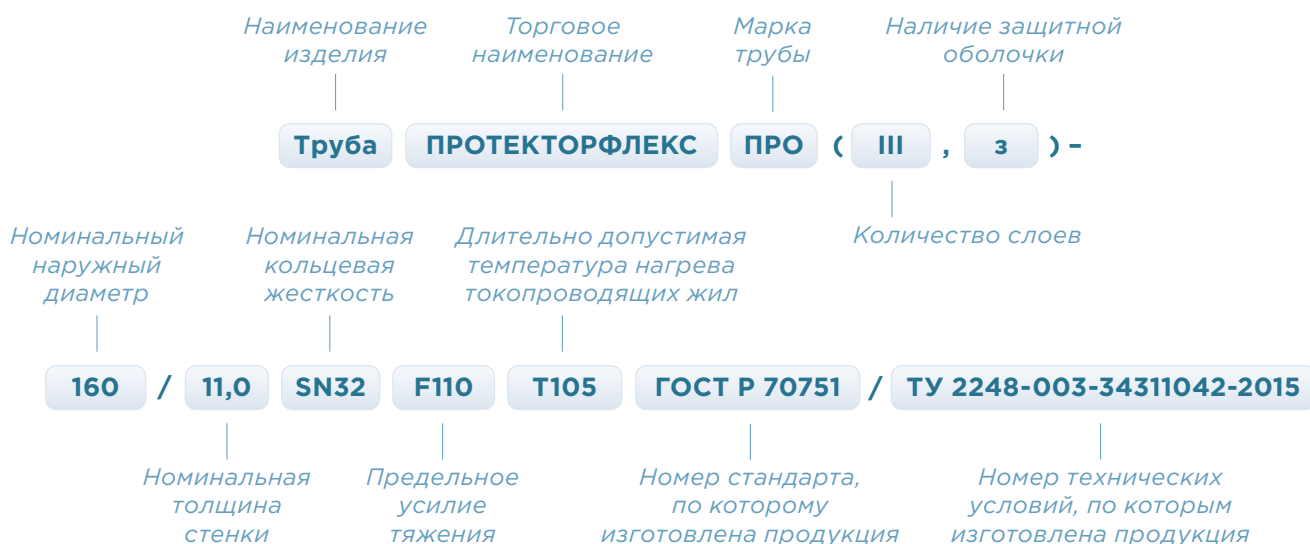 Наименование изделия
Торговое наименование
Марка трубы
Наличие защитной оболочки
Труба ПРОТЕКТОРФЛЕКС ПРО ( III , з ) –
Количество слоев
Номинальный наружный диаметр
Номинальная кольцевая жесткость
Длительно допустимая температура нагрева токопроводящих жил
160 / 11,0 SN32 F110 T105 ГОСТ Р 70751 / ТУ 2248-003-34311042-2015
Номинальная толщина стенки
Предельное усилие тяжения
Номер стандарта, по которому изготовлена продукция
Номер технических условий, по которым изготовлена продукция